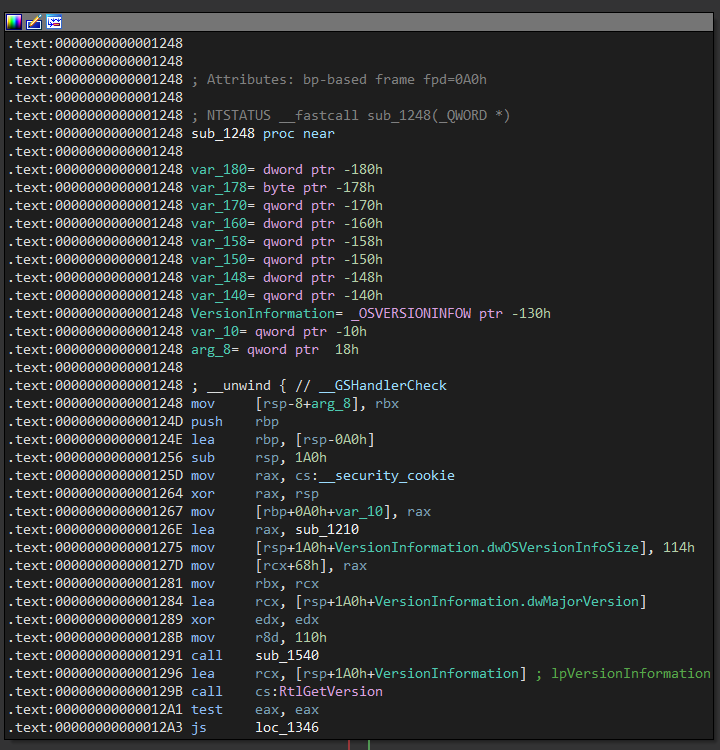 .text:0000000000001248
.text:0000000000001248
.text:0000000000001248 ; Attributes: bp-based frame fpd=0A0h
.text:0000000000001248
.text:0000000000001248 ; NTSTATUS __fastcall sub_1248(_QWORD *)
.text:0000000000001248 sub_1248 proc near
.text:0000000000001248
.text:0000000000001248 var_180= dword ptr -180h
.text:0000000000001248 var_178= byte ptr -178h
.text:0000000000001248 var_170= qword ptr -170h
.text:0000000000001248 var_160= dword ptr -160h
.text:0000000000001248 var_158= qword ptr -158h
.text:0000000000001248 var_150= qword ptr -150h
.text:0000000000001248 var_148= dword ptr -148h
.text:0000000000001248 var_140= qword ptr -140h
.text:0000000000001248 VersionInformation= _OSVERSIONINFOW ptr -130h
.text:0000000000001248 var_10= qword ptr -10h
.text:0000000000001248 arg_8= qword ptr  18h
.text:0000000000001248
.text:0000000000001248 ; __unwind { // __GSHandlerCheck
.text:0000000000001248 mov     [rsp-8+arg_8], rbx
.text:000000000000124D push    rbp
.text:000000000000124E lea     rbp, [rsp-0A0h]
.text:0000000000001256 sub     rsp, 1A0h
.text:000000000000125D mov     rax, cs:__security_cookie
.text:0000000000001264 xor     rax, rsp
.text:0000000000001267 mov     [rbp+0A0h+var_10], rax
.text:000000000000126E lea     rax, sub_1210
.text:0000000000001275 mov     [rsp+1A0h+VersionInformation.dwOSVersionInfoSize], 114h
.text:000000000000127D mov     [rcx+68h], rax
.text:0000000000001281 mov     rbx, rcx
.text:0000000000001284 lea     rcx, [rsp+1A0h+VersionInformation.dwMajorVersion]
.text:0000000000001289 xor     edx, edx
.text:000000000000128B mov     r8d, 110h
.text:0000000000001291 call    sub_1540
.text:0000000000001296 lea     rcx, [rsp+1A0h+VersionInformation] ; lpVersionInformation
.text:000000000000129B call    cs:RtlGetVersion
.text:00000000000012A1 test    eax, eax
.text:00000000000012A3 js      loc_1346